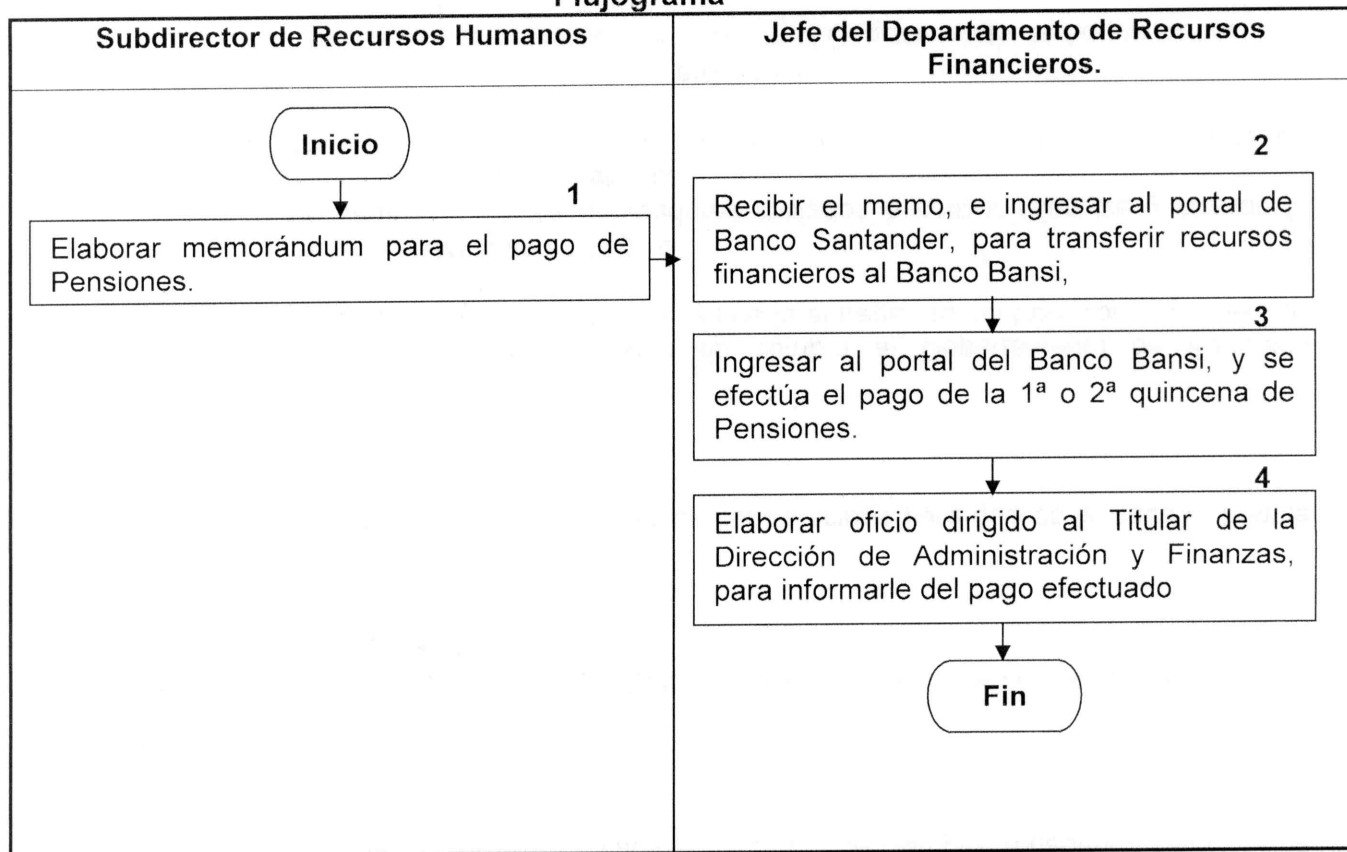 Flujograma
Subdirector de Recursos Humanos
Jefe del Departamento de Recursos
Financieros.
Inicio
1
Elaborar memorándum para el pago de
Pensiones.
2
Recibir el memo, e ingresar al portal de
Banco Santander, para transferir recursos
financieros al Banco Bansi,
3
Ingresar al portal del Banco Bansi, y se
efectúa el pago de la 1ª o 2ª quincena de
Pensiones.
4
Elaborar oficio dirigido al Titular de la
Dirección de Administración y Finanzas,
para informarle del pago efectuado
Fin